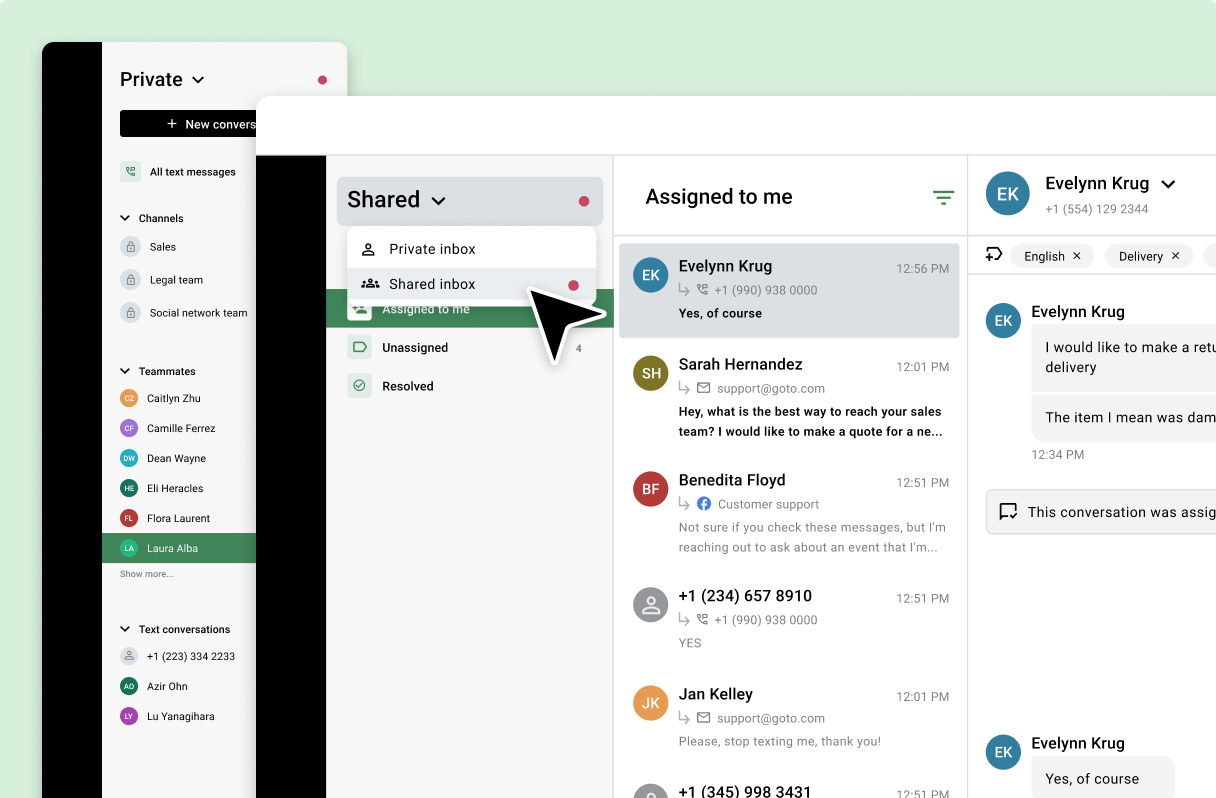 Private
+ New convers
All text messages
Channels
Sales
Legal team
Social network team
Teammates
CZ Caitlyn Zhu
CF Camille Ferrez
DW Dean Wayne
HE Eli Heracles
FL Flora Laurent
LA Laura Alba
Show more...
Text conversations
+1 (223) 334 2233
AO Azir Ohn
LY Lu Yanagihara
Shared
Private inbox
Shared inbox
Assigned to me
Unassigned 4
Resolved
Assigned to me
EK Evelynn Krug 12:56 PM
+1 (990) 938 0000
Yes, of course
SH Sarah Hernandez 12:01 PM
support@goto.com
Hey, what is the best way to reach your sales
team? I would like to make a quote for a ne...
BF Benedita Floyd 12:51 PM
Customer support
Not sure if you check these messages, but I'm
reaching out to ask about an event that I'm...
+1 (234) 657 8910 12:51 PM
+1 (990) 938 0000
YES
JK Jan Kelley 12:01 PM
support@goto.com
Please, stop texting me, thank you!
+1 (345) 998 3431 12:51 PM
EK Evelynn Krug
+1 (554) 129 2344
English × Delivery ×
EK Evelynn Krug
I would like to make a retu
delivery
The item I mean was dam
12:34 PM
This conversation was assig
EK Evelynn Krug
Yes, of course